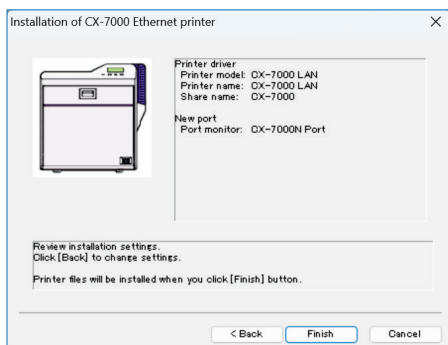 Installation of CX-7000 Ethernet printer
Printer driver
Printer model: CX-7000 LAN
Printer name: CX-7000 LAN
Share name: CX-7000
New port
Port monitor: CX-7000N Port
Review installation settings.
Click [Back] to change settings.
Printer files will be installed when you click [Finish] button.
< Back
Finish
Cancel